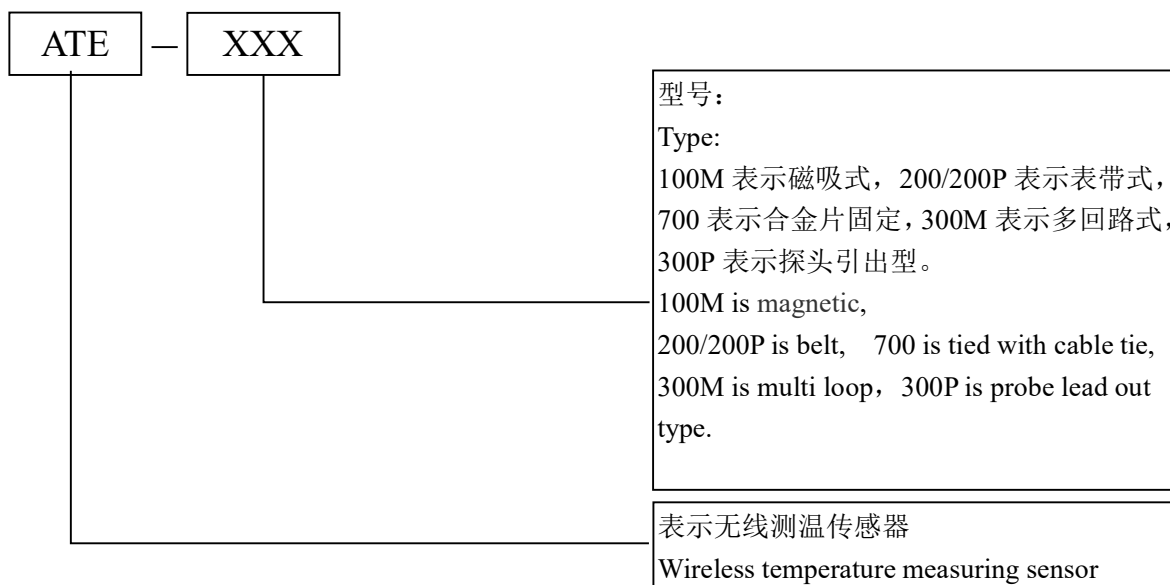 ATE — XXX
型号：
Type:
100M 表示磁吸式，200/200P 表示表带式，
700 表示合金片固定，300M 表示多回路式，
300P 表示探头引出型。
100M is magnetic,
200/200P is belt, 700 is tied with cable tie,
300M is multi loop，300P is probe lead out
type.
表示无线测温传感器
Wireless temperature measuring sensor